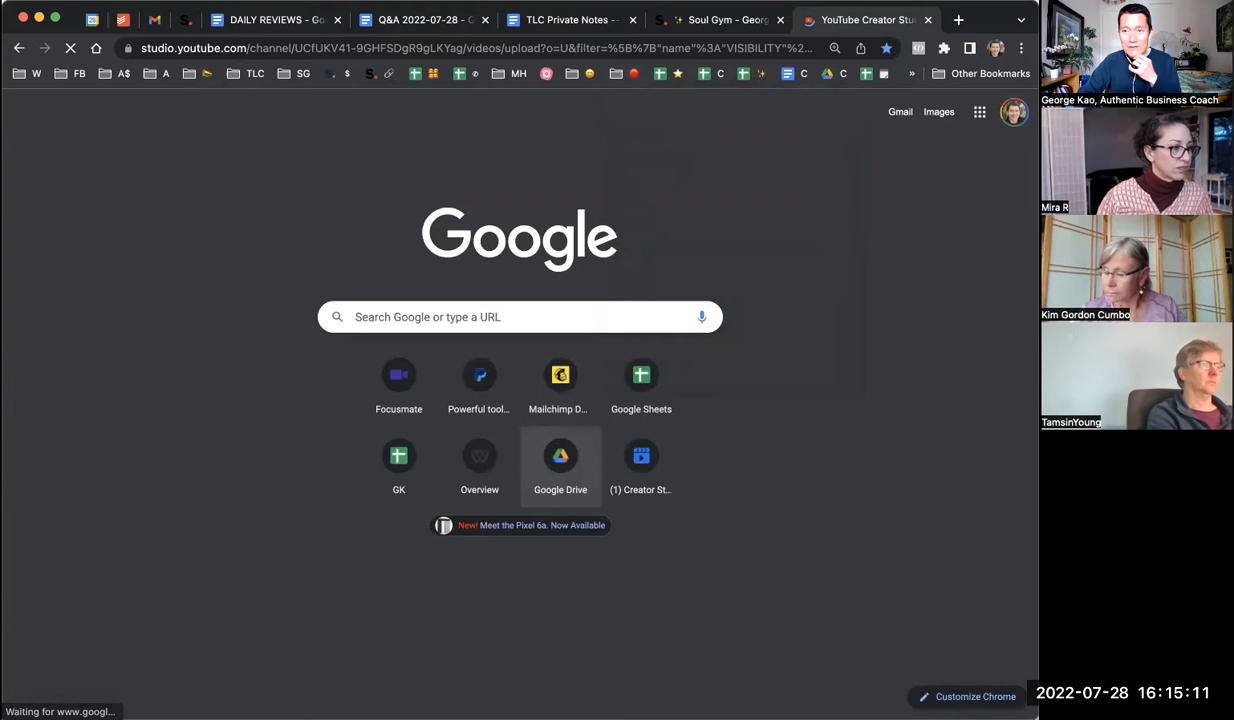 DAILY REVIEWS - Go
Q&A 2022-07-28 - G
TLC Private Notes --
Soul Gym - Georg
YouTube Creator Stu
studio.youtube.com/channel/UCfUKV41-9GHFSDgR9gLKYag/videos/upload?o=U&filter=%5B%7B"name"%3A"VISIBILITY"%2...
W
FB
A$
A
TLC
SG
$
MH
C
C
C
»
Other Bookmarks
Gmail
Images
Google
Search Google or type a URL
Focusmate
Powerful tool...
Mailchimp D...
Google Sheets
GK
Overview
Google Drive
(1) Creator St...
New! Meet the Pixel 6a. Now Available
Customize Chrome
Waiting for www.googl...
George Kao, Authentic Business Coach
Mira R
Kim Gordon Cumbo
TamsinYoung
2022-07-28 16:15:11